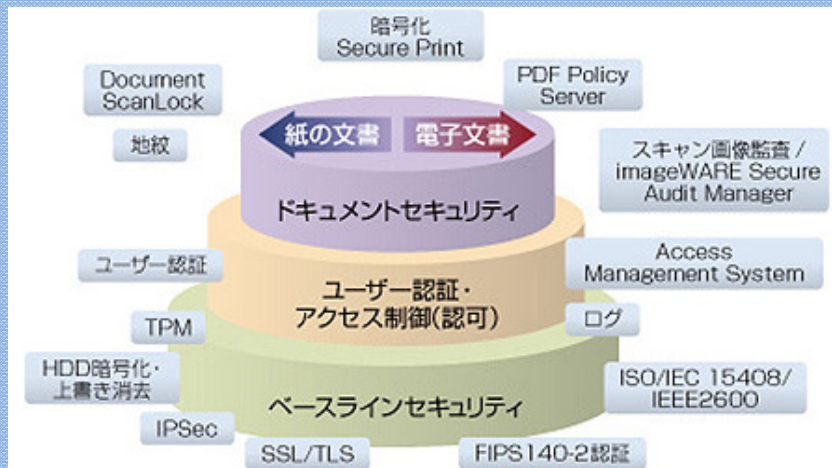 暗号化
Secure Print
Document
ScanLock
PDF Policy
Server
地紋
紙の文書
電子文書
スキャン画像監査 /
imageWARE Secure
Audit Manager
ドキュメントセキュリティ
ユーザー認証
Access
Management System
ユーザー認証・
アクセス制御(認可)
TPM
ログ
HDD暗号化・
上書き消去
ISO/IEC 15408/
IEEE2600
ベースラインセキュリティ
IPSec
SSL/TLS
FIPS140-2認証